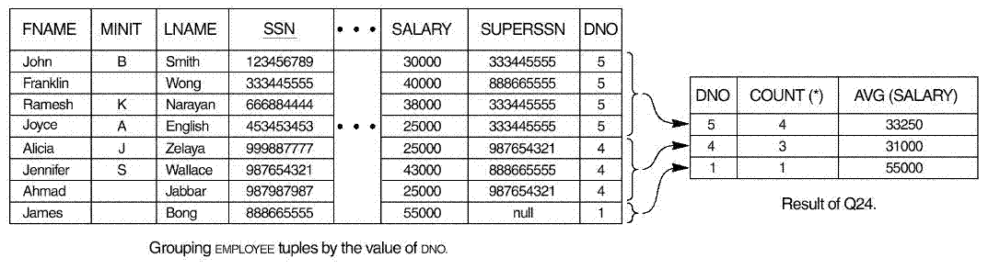 FNAME MINIT LNAME SSN • • • SALARY SUPERSSN DNO
John B Smith 123456789 30000 333445555 5
Franklin Wong 333445555 40000 888665555 5
Ramesh K Narayan 666884444 38000 333445555 5
Joyce A English 453453453 • • • 25000 333445555 5
Alicia J Zelaya 999887777 25000 987654321 4
Jennifer S Wallace 987654321 43000 888665555 4
Ahmad Jabbar 987987987 25000 987654321 4
James Bong 888665555 55000 null 1
DNO COUNT (*) AVG (SALARY)
5 4 33250
4 3 31000
1 1 55000
Result of Q24.
Grouping EMPLOYEE tuples by the value of DNO.